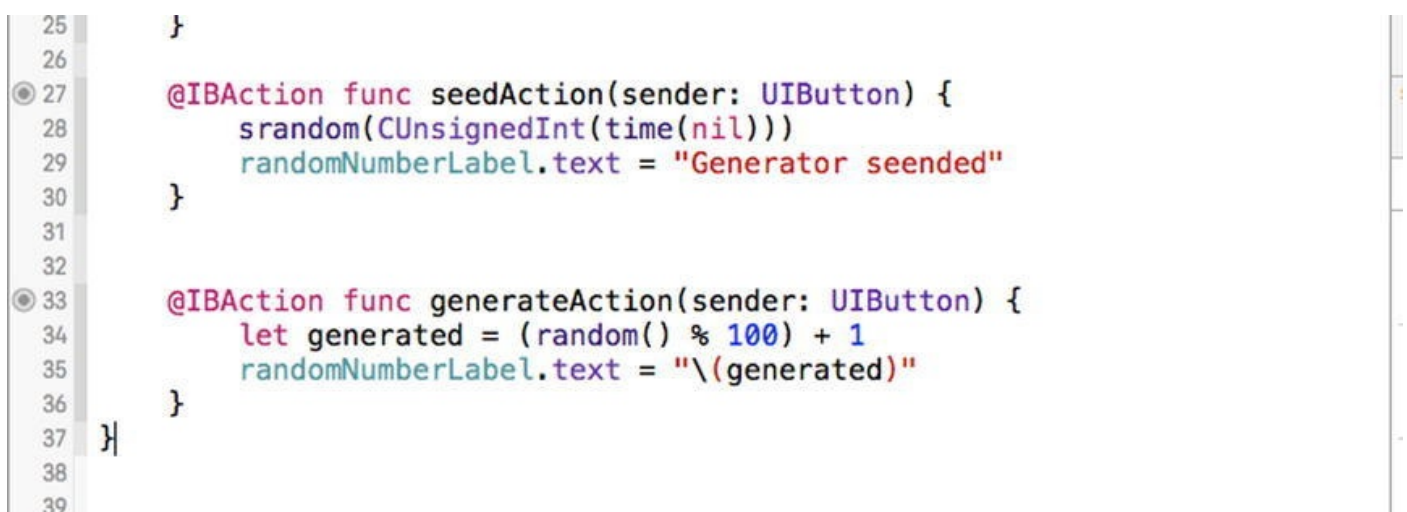 25 }
26
27 @IBAction func seedAction(sender: UIButton) {
28 srandom(CUnsignedInt(time(nil)))
29 randomNumberLabel.text = "Generator seended"
30 }
31
32
33 @IBAction func generateAction(sender: UIButton) {
34 let generated = (random() % 100) + 1
35 randomNumberLabel.text = "\(generated)"
36 }
37 }
38
39